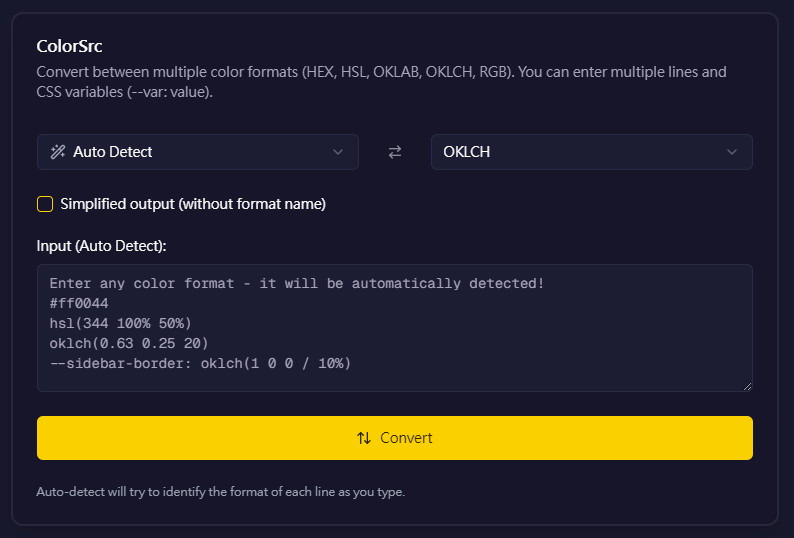 ColorSrc
Convert between multiple color formats (HEX, HSL, OKLAB, OKLCH, RGB). You can enter multiple lines and
CSS variables (--var: value).
Auto Detect
OKLCH
Simplified output (without format name)
Input (Auto Detect):
Enter any color format - it will be automatically detected!
#ff0044
hsl(344 100% 50%)
oklch(0.63 0.25 20)
--sidebar-border: oklch(1 0 0 / 10%)
Convert
Auto-detect will try to identify the format of each line as you type.